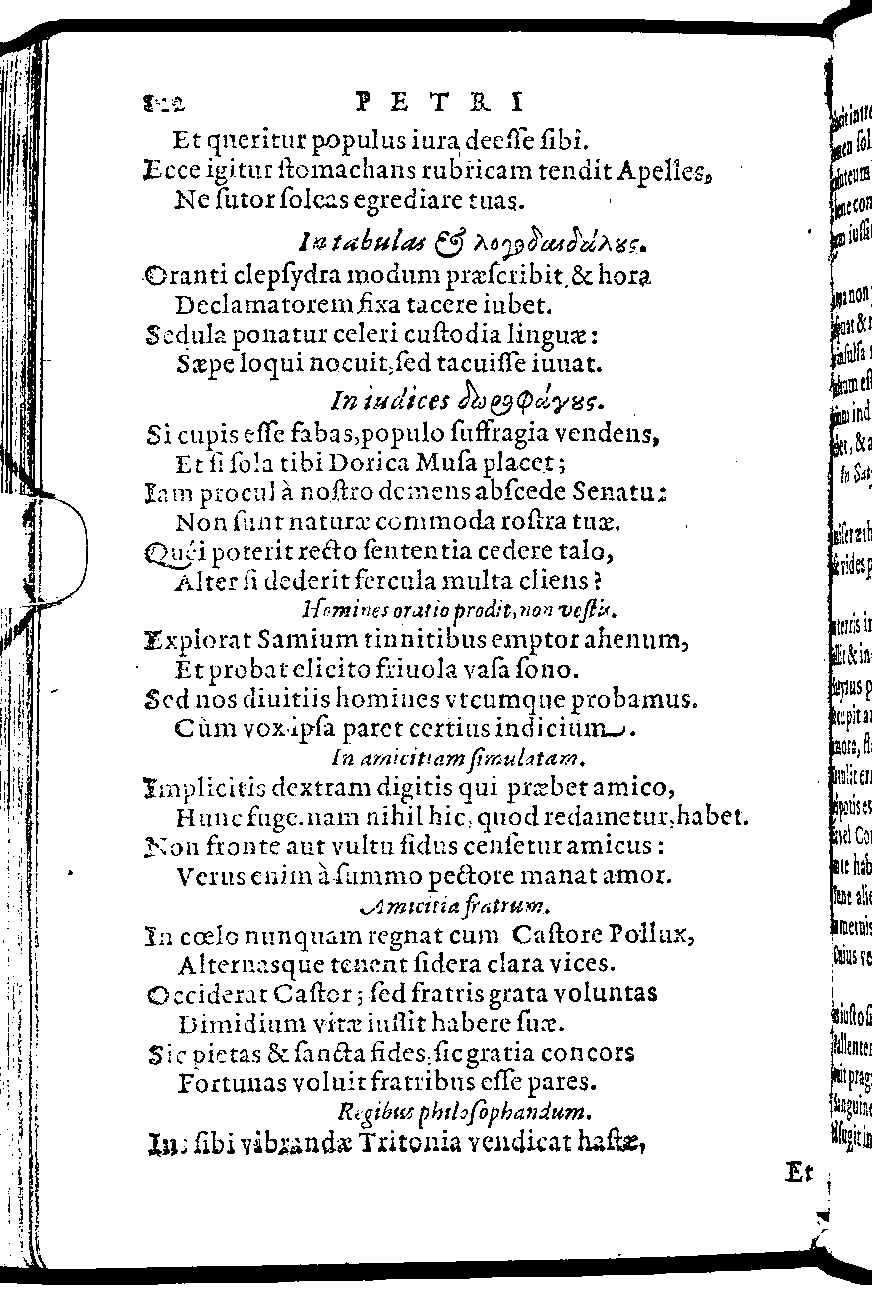 122 PETRI
Et queritur populus iura deeſſe ſibi.
Ecce igitur ſtomachans rubricam tendit Apelles,
Ne ſutor ſoleas egrediare tuas.
In tabulas & λογοδαιδάλους.
Oranti clepſydra modum præſcribit, & hora
Declamatorem fixa tacere iubet.
Sedula ponatur celeri cuſtodia linguæ:
Sæpe loqui nocuit, ſed tacuiſſe iuuat.
In iudices δωροφάγους.
Si cupis eſſe fabas, populo ſuffragia vendens,
Et ſi ſola tibi Dorica Muſa placet;
Iam procul à noſtro demens abſcede Senatu:
Non ſunt naturæ commoda roſtra tuæ.
Quéi poterit recto ſententia cedere talo,
Alter ſi dederit fercula multa cliens?
Homines oratio prodit, non veſtis.
Explorat Samium tinnitibus emptor ahenum,
Et probat elicito friuola vaſa ſono.
Sed nos diuitiis homines vtcumque probamus.
Cùm vox ipſa paret certius indicium.
In amicitiam ſimulatam.
Implicitis dextram digitis qui præbet amico,
Hunc fuge. nam nihil hic, quod redametur, habet.
Non fronte aut vultu fidus cenſetur amicus:
Verus enim à ſummo pectore manat amor.
Amicitia fratrum.
In cœlo nunquam regnat cum Caſtore Pollux,
Alternasque tenent ſidera clara vices.
Occiderat Caſtor; ſed fratris grata voluntas
Dimidium vitæ iuſſit habere ſuæ.
Sic pietas & ſancta fides, ſic gratia concors
Fortunas voluit fratribus eſſe pares.
Regibus philoſophandum.
Ius ſibi vibrandæ Tritonia vendicat haſtæ,
Et